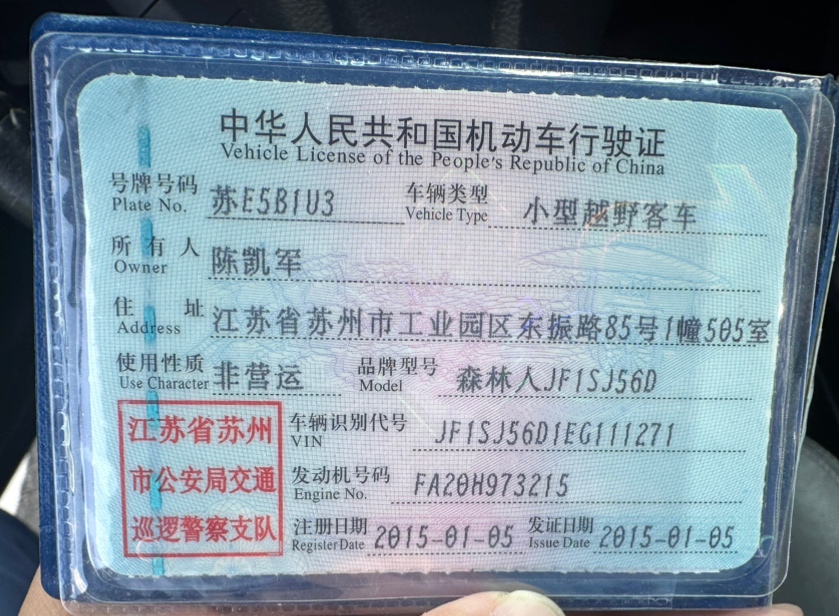 中华人民共和国机动车行驶证
Vehicle License of the People's Republic of China
号牌号码 苏E5B1U3 车辆类型 小型越野客车
Plate No. Vehicle Type
所有人 陈凯军
Owner
住址 江苏省苏州市工业园区东振路85号1幢505室
Address
使用性质 非营运 品牌型号 森林人JF1SJ56D
Use Character Model
江苏省苏州 车辆识别代号 JF1SJ56D1EG111271
VIN
市公安局交通 发动机号码 FA20H973215
Engine No.
巡逻警察支队 注册日期 2015-01-05 发证日期 2015-01-05
Register Date Issue Date